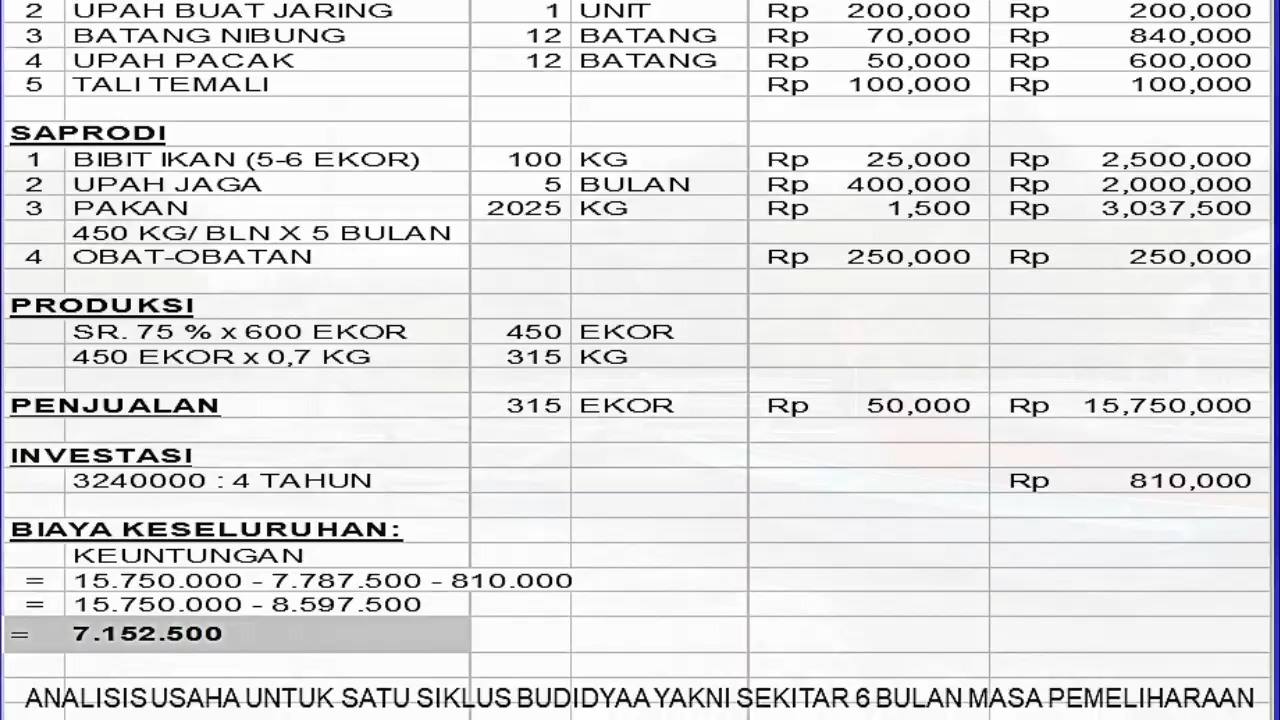 2 UPAH BUAT JARING 1 UNIT Rp 200,000 Rp 200,000
3 BATANG NIBUNG 12 BATANG Rp 70,000 Rp 840,000
4 UPAH PACAK 12 BATANG Rp 50,000 Rp 600,000
5 TALI TEMALI Rp 100,000 Rp 100,000
SAPRODI
1 BIBIT IKAN (5-6 EKOR) 100 KG Rp 25,000 Rp 2,500,000
2 UPAH JAGA 5 BULAN Rp 400,000 Rp 2,000,000
3 PAKAN 2025 KG Rp 1,500 Rp 3,037,500
450 KG/ BLN X 5 BULAN
4 OBAT-OBATAN Rp 250,000 Rp 250,000
PRODUKSI
SR. 75 % x 600 EKOR 450 EKOR
450 EKOR x 0,7 KG 315 KG
PENJUALAN 315 EKOR Rp 50,000 Rp 15,750,000
INVESTASI
3240000 : 4 TAHUN Rp 810,000
BIAYA KESELURUHAN:
KEUNTUNGAN
= 15.750.000 - 7.787.500 - 810.000
= 15.750.000 - 8.597.500
= 7.152.500
ANALISIS USAHA UNTUK SATU SIKLUS BUDIDYAA YAKNI SEKITAR 6 BULAN MASA PEMELIHARAAN